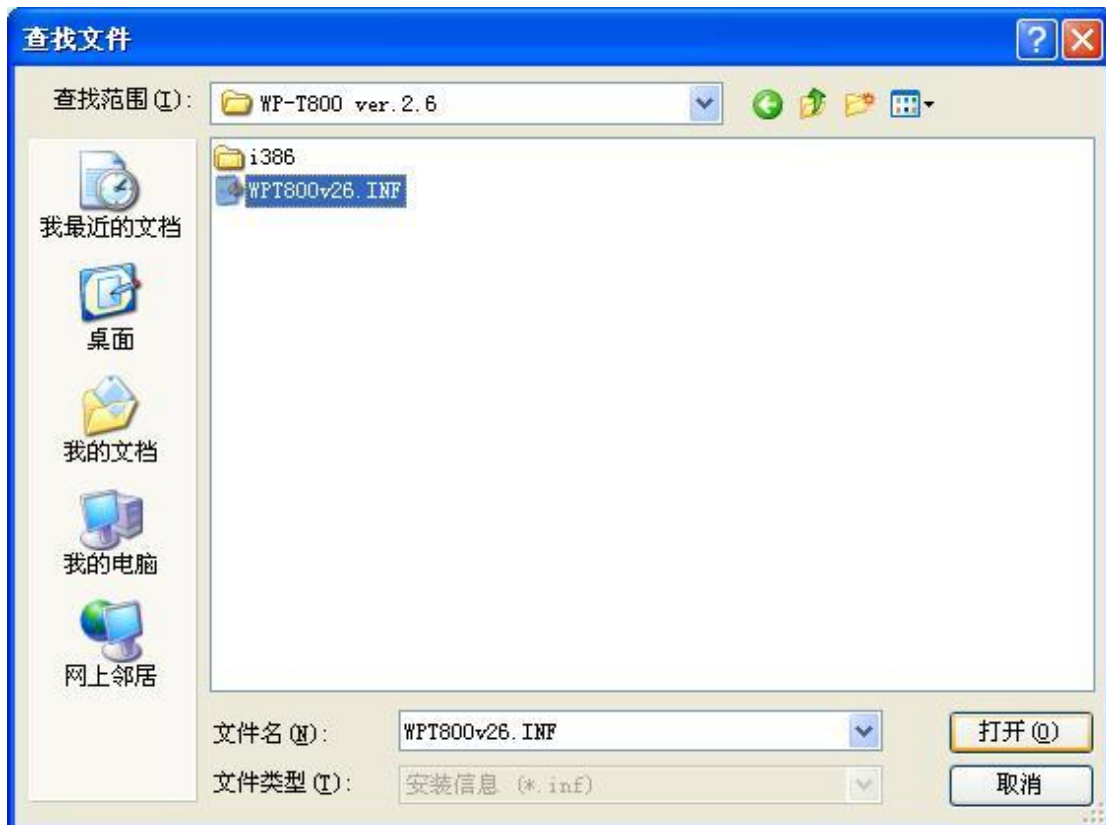 查找文件
查找范围(I):
WP-T800 ver.2.6
i386
WPT800v26.INF
我最近的文档
桌面
我的文档
我的电脑
网上邻居
文件名(N):
WPT800v26.INF
打开(O)
文件类型(T):
安装信息 (*.inf)
取消